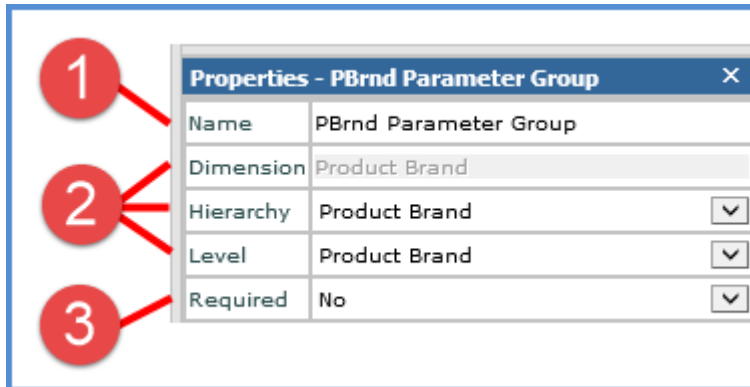 1
Properties - PBrnd Parameter Group
Name PBrnd Parameter Group
Dimension Product Brand
2
Hierarchy Product Brand
Level Product Brand
Required No
3